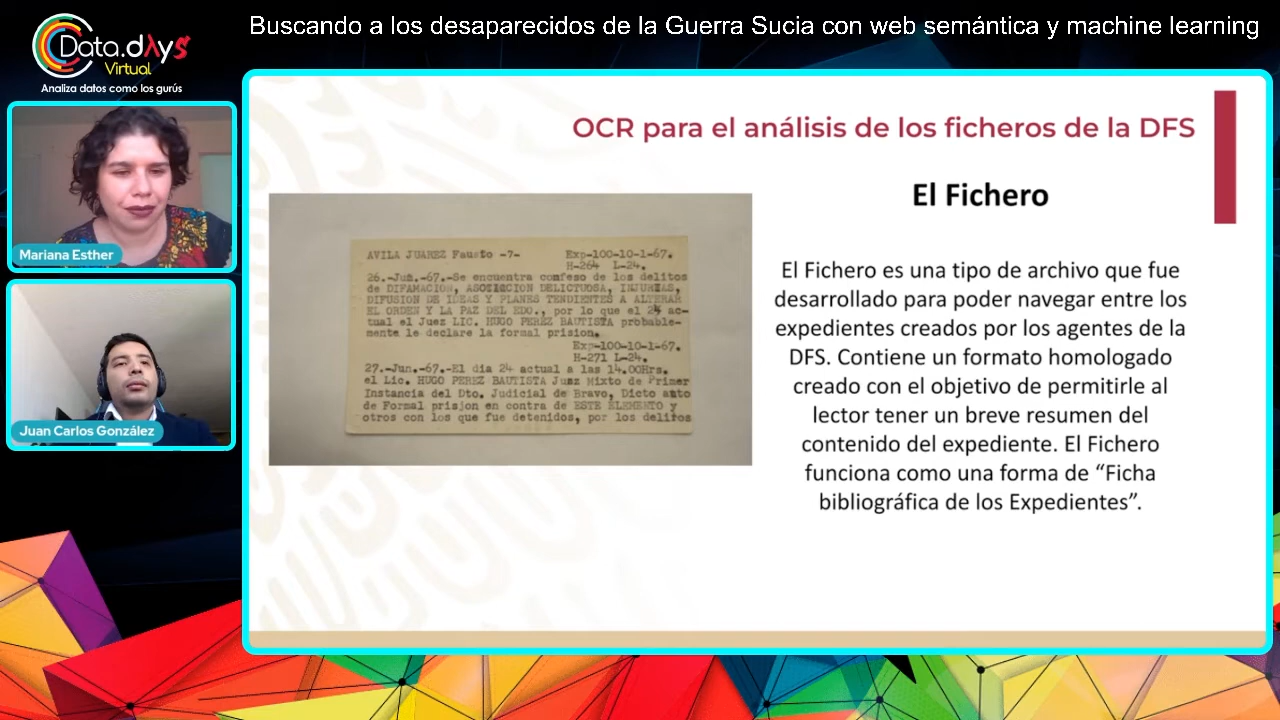 Buscando a los desaparecidos de la Guerra Sucia con web semántica y machine learning
Data.dAys
Virtual
Analiza datos como los gurús
Mariana Esther
Juan Carlos González
OCR para el análisis de los ficheros de la DFS
AVILA JUAREZ Fausto -7- Exp-100-10-1-67.
H-264 L-24.
26.-Jun.-67.-Se encuentra confeso de los delitos
de DIFAMACION, ASOCIACION DELICTUOSA, INJURIAS,
DIFUSION DE IDEAS Y PLANES TENDIENTES A ALTERAR
EL ORDEN Y LA PAZ DEL EDO., por lo que el 24 ac-
tual el Juez LIC. HUGO PEREZ BAUTISTA probable-
mente le declare la formal prision.
Exp-100-10-1-67.
H-271 L-24.
27.-Jun.-67.-El dia 24 actual a las 14.00Hrs.
el Lic. HUGO PEREZ BAUTISTA Juez Mixto de Primer
Instancia del Dto. Judicial de Bravo, Dicto auto
de Formal prision en contra de ESTE ELEMENTO y
otros con los que fue detenidos, por los delitos
El Fichero
El Fichero es una tipo de archivo que fue
desarrollado para poder navegar entre los
expedientes creados por los agentes de la
DFS. Contiene un formato homologado
creado con el objetivo de permitirle al
lector tener un breve resumen del
contenido del expediente. El Fichero
funciona como una forma de “Ficha
bibliográfica de los Expedientes”.